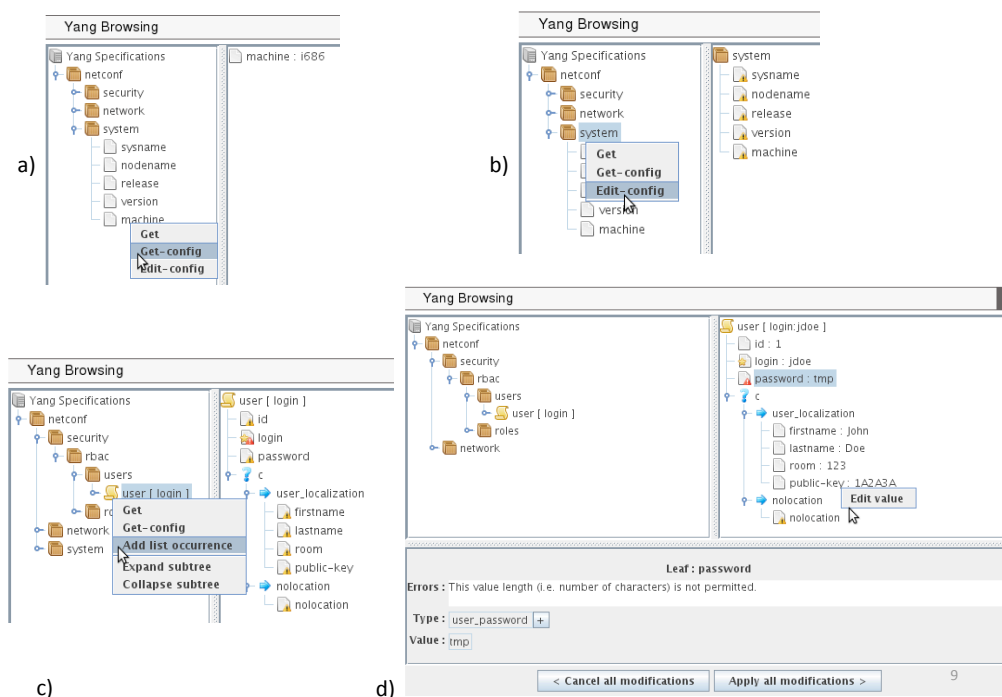 Yang Browsing
Yang Specifications
netconf
security
network
system
sysname
nodename
release
version
machine
Get
Get-config
Edit-config
machine : i686
a)
Yang Browsing
Yang Specifications
netconf
security
network
system
Get
Get-config
Edit-config
version
machine
system
sysname
nodename
release
version
machine
b)
Yang Browsing
Yang Specifications
netconf
security
rbac
users
user [ login ]
network
system
Get
Get-config
Add list occurrence
Expand subtree
Collapse subtree
user [ login ]
id
login
password
c
user_localization
firstname
lastname
room
public-key
nolocation
nolocation
c)
Yang Browsing
Yang Specifications
netconf
security
rbac
users
user [ login ]
roles
network
user [ login:jdoe ]
id : 1
login : jdoe
password : tmp
c
user_localization
firstname : John
lastname : Doe
room : 123
public-key : 1A2A3A
nolocation
Edit value
nolocation
Leaf : password
Errors : This value length (i.e. number of characters) is not permitted.
Type : user_password +
Value : tmp
< Cancel all modifications
Apply all modifications >
9
d)